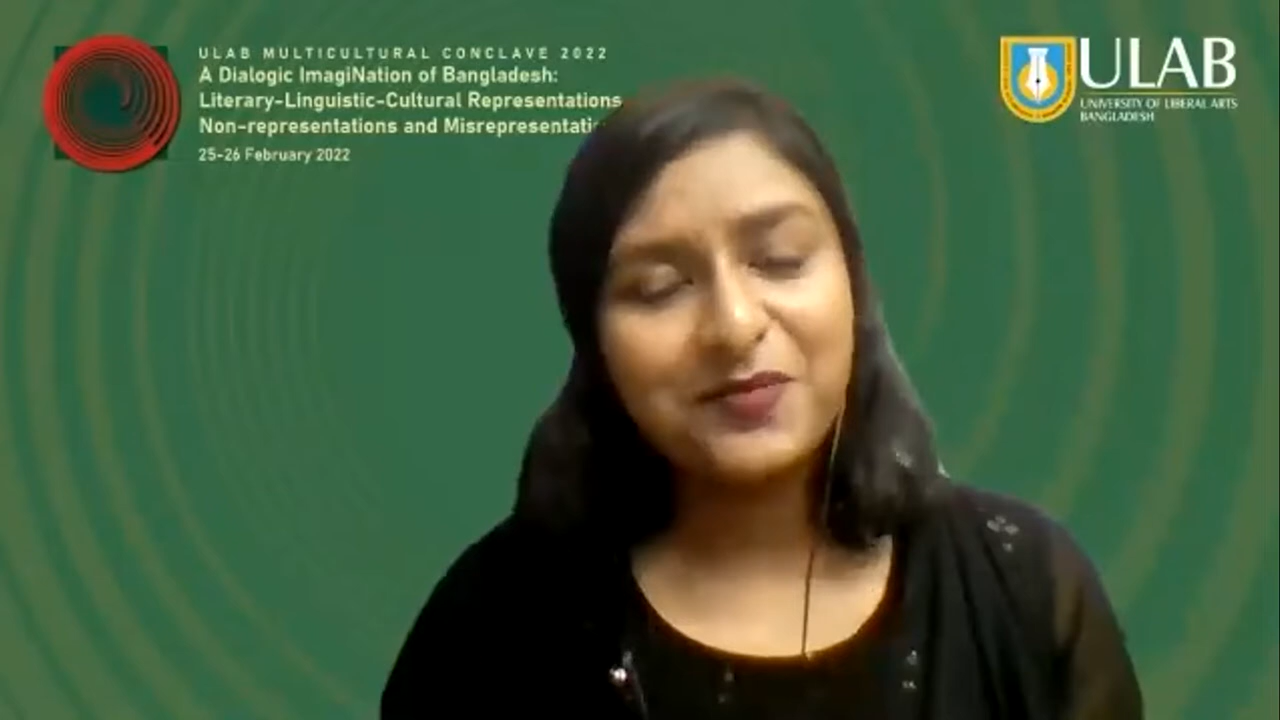 ULAB MULTICULTURAL CONCLAVE 2022
A Dialogic ImagiNation of Bangladesh:
Literary-Linguistic-Cultural Representations,
Non-representations and
25-26 February 2022
ULAB
UNIVERSITY OF LIBERAL ARTS
BANGLADESH